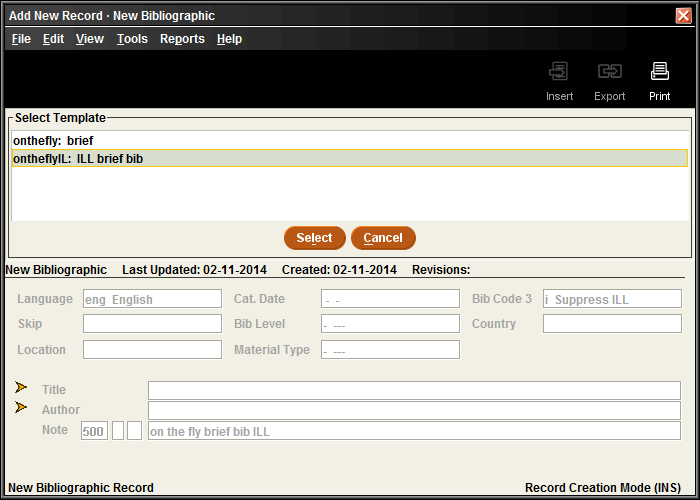 Add New Record · New Bibliographic
File Edit View Tools Reports Help
Insert Export Print
Select Template
onthefly: brief
ontheflyIL: ILL brief bib
Select Cancel
New Bibliographic Last Updated: 02-11-2014 Created: 02-11-2014 Revisions:
Language eng English Cat. Date - - Bib Code 3 i Suppress ILL
Skip Bib Level - --- Country
Location Material Type - ---
Title
Author
Note 500 on the fly brief bib ILL
New Bibliographic Record Record Creation Mode (INS)